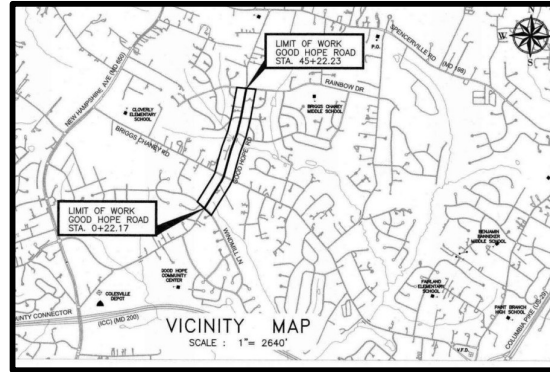 LIMIT OF WORK
GOOD HOPE ROAD
STA. 45+22.23
SPENCERVILLE RD (MD 198)
P.O.
W
S
RAINBOW DR
BRIGGS CHANEY
MIDDLE SCHOOL
NEW HAMPSHIRE AVE (MD 650)
CLOVERLY
ELEMENTARY
SCHOOL
BRIGGS CHANEY RD
GOOD HOPE RD
LIMIT OF WORK
GOOD HOPE ROAD
STA. 0+22.17
WINDMILL LN
GOOD HOPE
COMMUNITY
CENTER
COLESVILLE
DEPOT
BENJAMIN
BANNEKER
MIDDLE SCHOOL
FAIRLAND
ELEMENTARY
SCHOOL
PAINT BRANCH
HIGH SCHOOL
COLUMBIA PIKE (US-29)
UNTY CONNECTOR
(ICC) (MD 200)
V.F.D.
VICINITY MAP
SCALE : 1"= 2640'